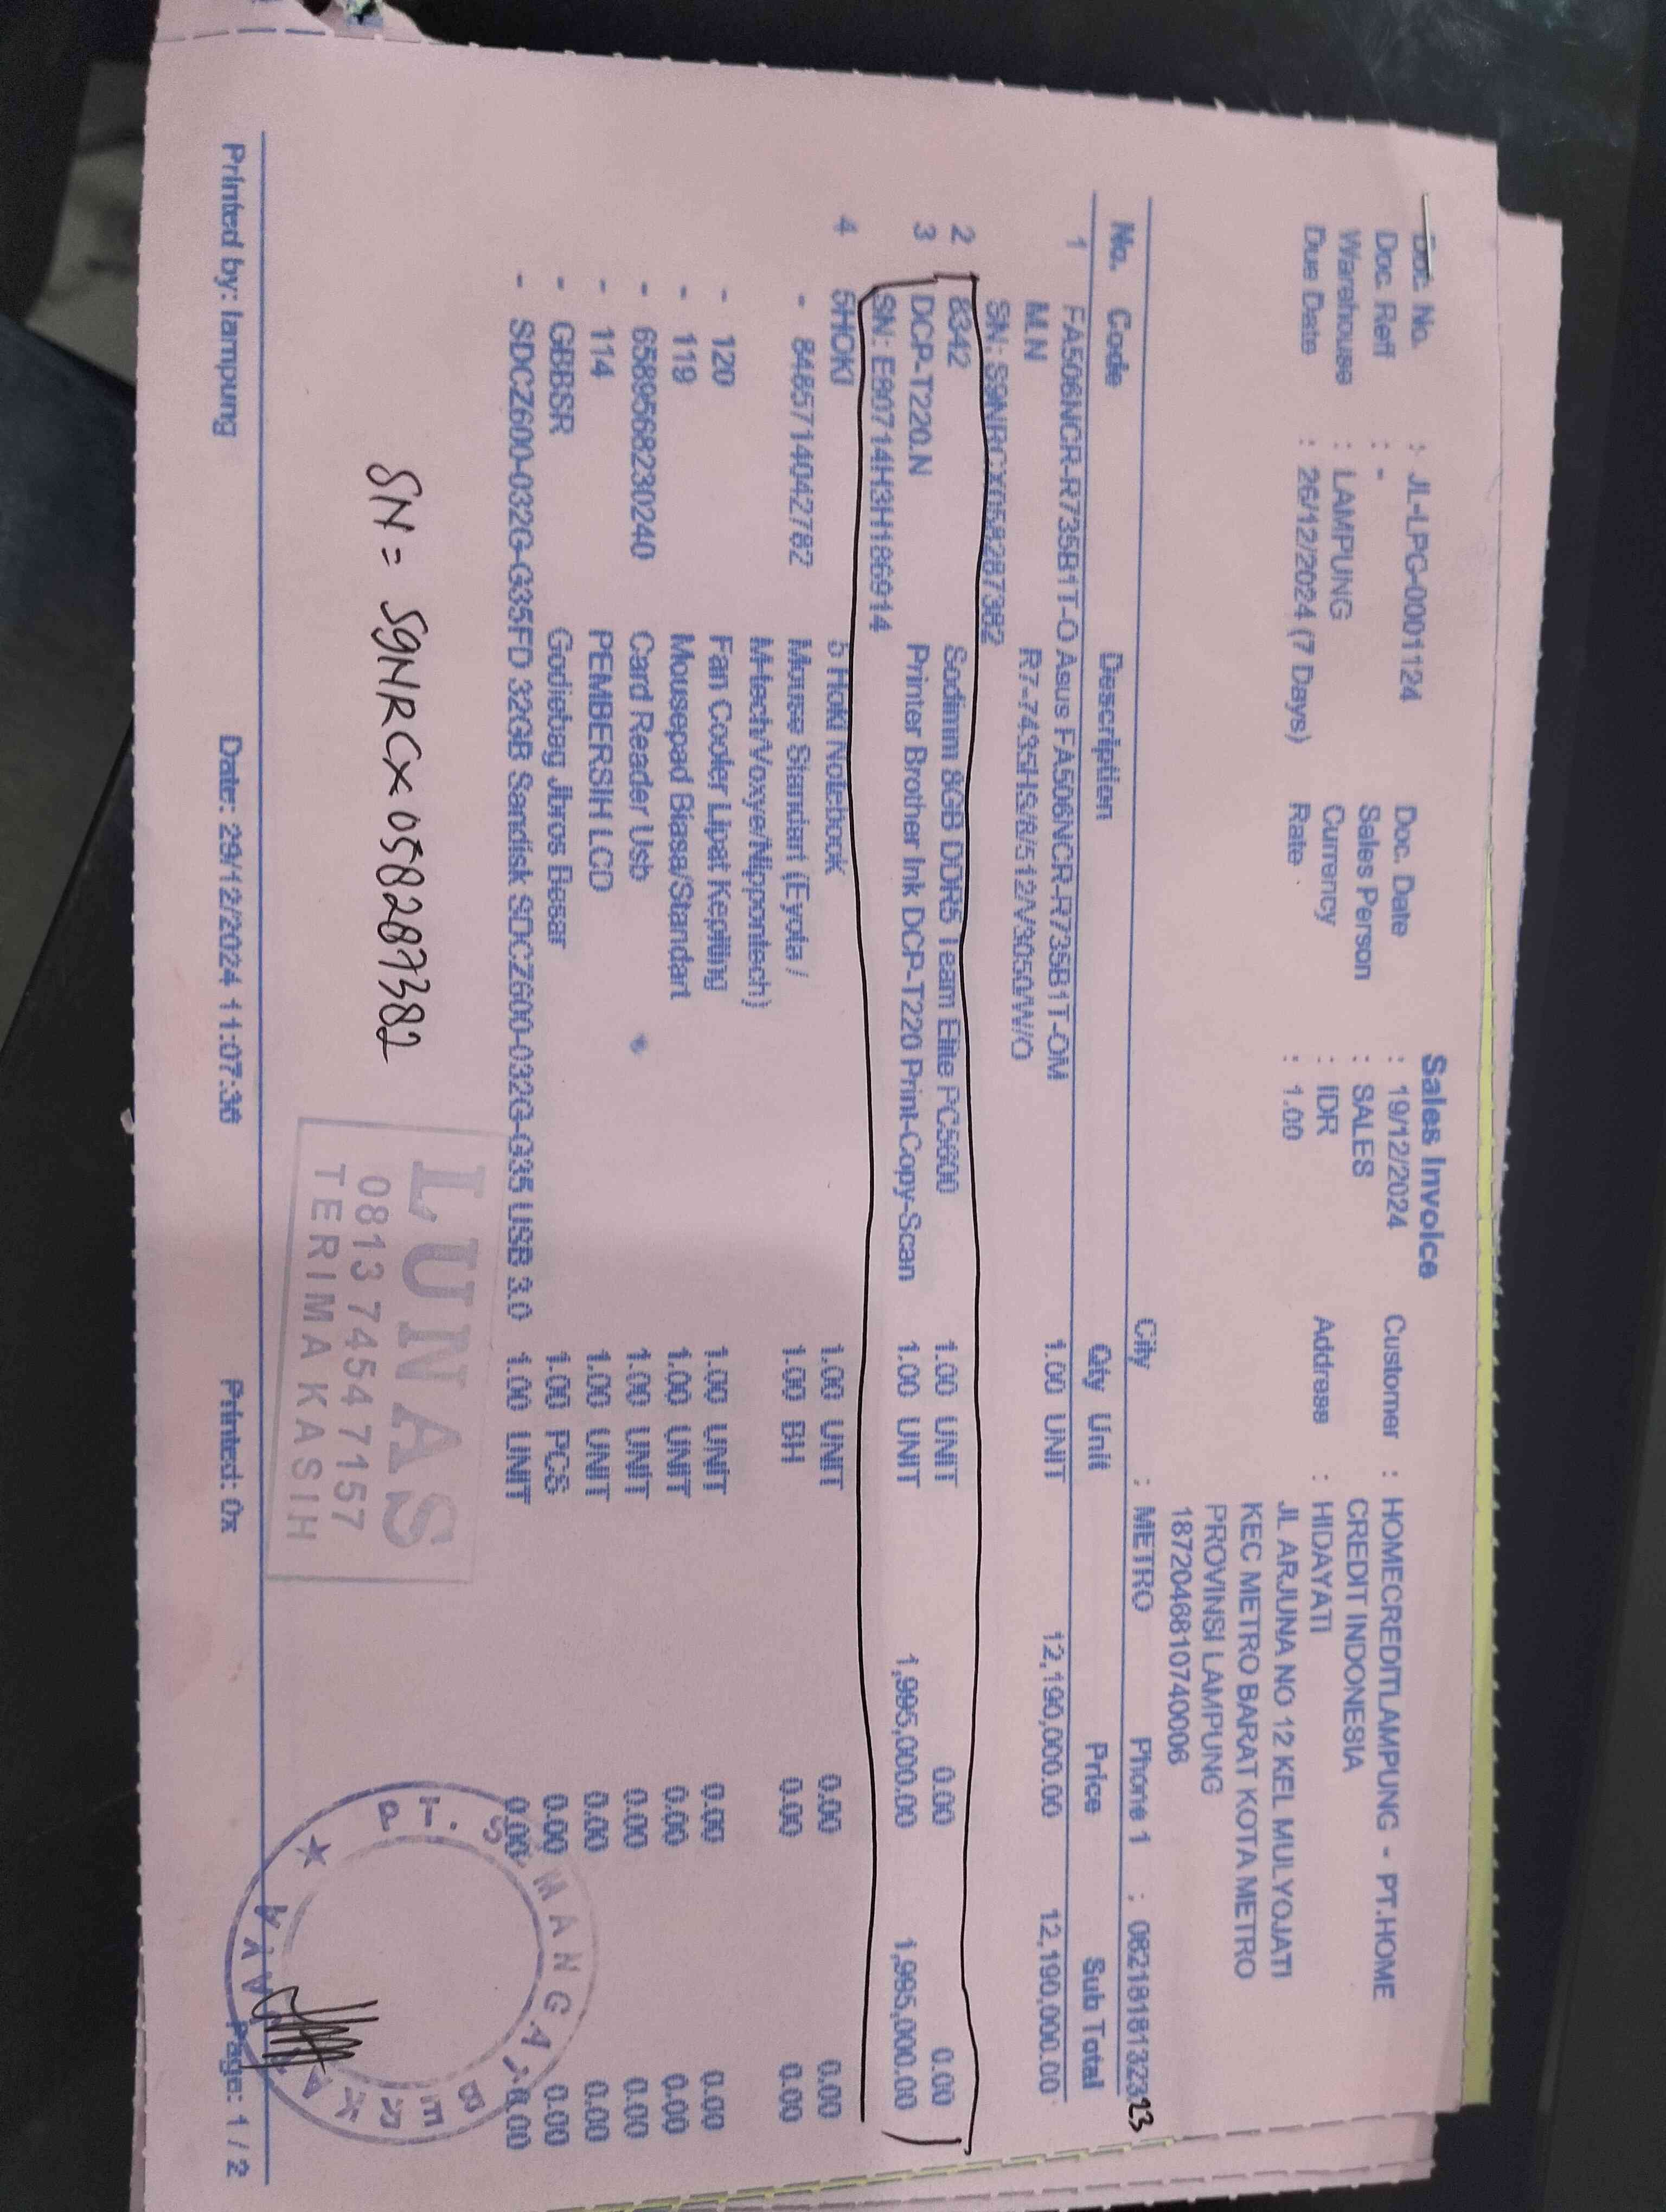 Sales Invoice
Doc. No. : JL-LPG-0001124
Doc. Reff : -
Warehouse : LAMPUNG
Due Date : 26/12/2024 (7 Days)
Doc. Date : 19/12/2024
Sales Person : SALES
Currency : IDR
Rate : 1.00
Customer : HOMECREDITLAMPUNG - PT.HOME
CREDIT INDONESIA
Address : HIDAYATI
JL ARJUNA NO 12 KEL MULYOJATI
KEC METRO BARAT KOTA METRO
PROVINSI LAMPUNG
1872046810740006
City : METRO Phone 1 : 0821818132323
No. Code Description Qty Unit Price Sub Total
1 FA506NCR-R735B1T-O Asus FA506NCR-R735B1T-OM 1.00 UNIT 12,190,000.00 12,190,000.00
M.N R7-7435HS/8/512/V3050/W/O
SN: S9NRCX058287382
2 8342 Sodimm 8GB DDR5 Team Elite PC5600 1.00 UNIT 0.00 0.00
3 DCP-T220.N Printer Brother Ink DCP-T220 Print-Copy-Scan 1.00 UNIT 1,995,000.00 1,995,000.00
SN: E80714H3H186914
4 5HOKI 5 Hoki Notebook 1.00 UNIT 0.00 0.00
- 8485714042782 Mouse Standart (Eyota / 1.00 BH 0.00 0.00
M-tech/Voxye/Nippontech)
- 120 Fan Cooler Lipat Kepiting 1.00 UNIT 0.00 0.00
- 119 Mousepad Biasa/Standart 1.00 UNIT 0.00 0.00
- 6589568230240 Card Reader Usb 1.00 UNIT 0.00 0.00
- 114 PEMBERSIH LCD 1.00 UNIT 0.00 0.00
- GBBSR Godiebag Jbros Besar 1.00 PCS 0.00 0.00
- SDCZ600-032G-G35FD 32GB Sandisk SDCZ600-032G-G35 USB 3.0 1.00 UNIT 0.00 0.00
SN = S9NRCX058287382
LUNAS
0813 7454 7157
TERIMA KASIH
PT. SEMANGAT BERKARYA
Printed by: lampung Date: 29/12/2024 11:07:36 Printed: 0x Page: 1 / 2